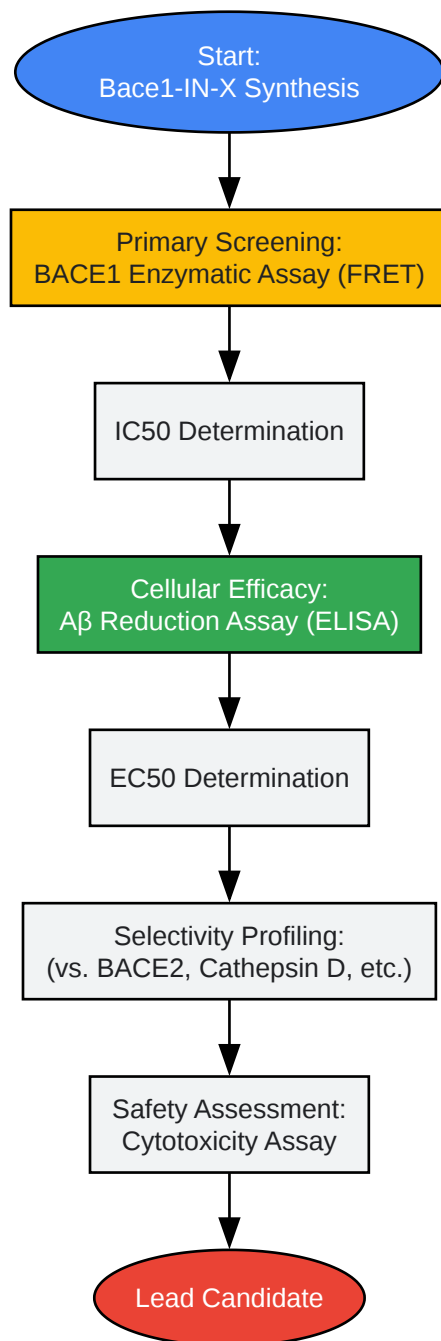 Start:
Bace1-IN-X Synthesis
Primary Screening:
BACE1 Enzymatic Assay (FRET)
IC50 Determination
Cellular Efficacy:
Aβ Reduction Assay (ELISA)
EC50 Determination
Selectivity Profiling:
(vs. BACE2, Cathepsin D, etc.)
Safety Assessment:
Cytotoxicity Assay
Lead Candidate